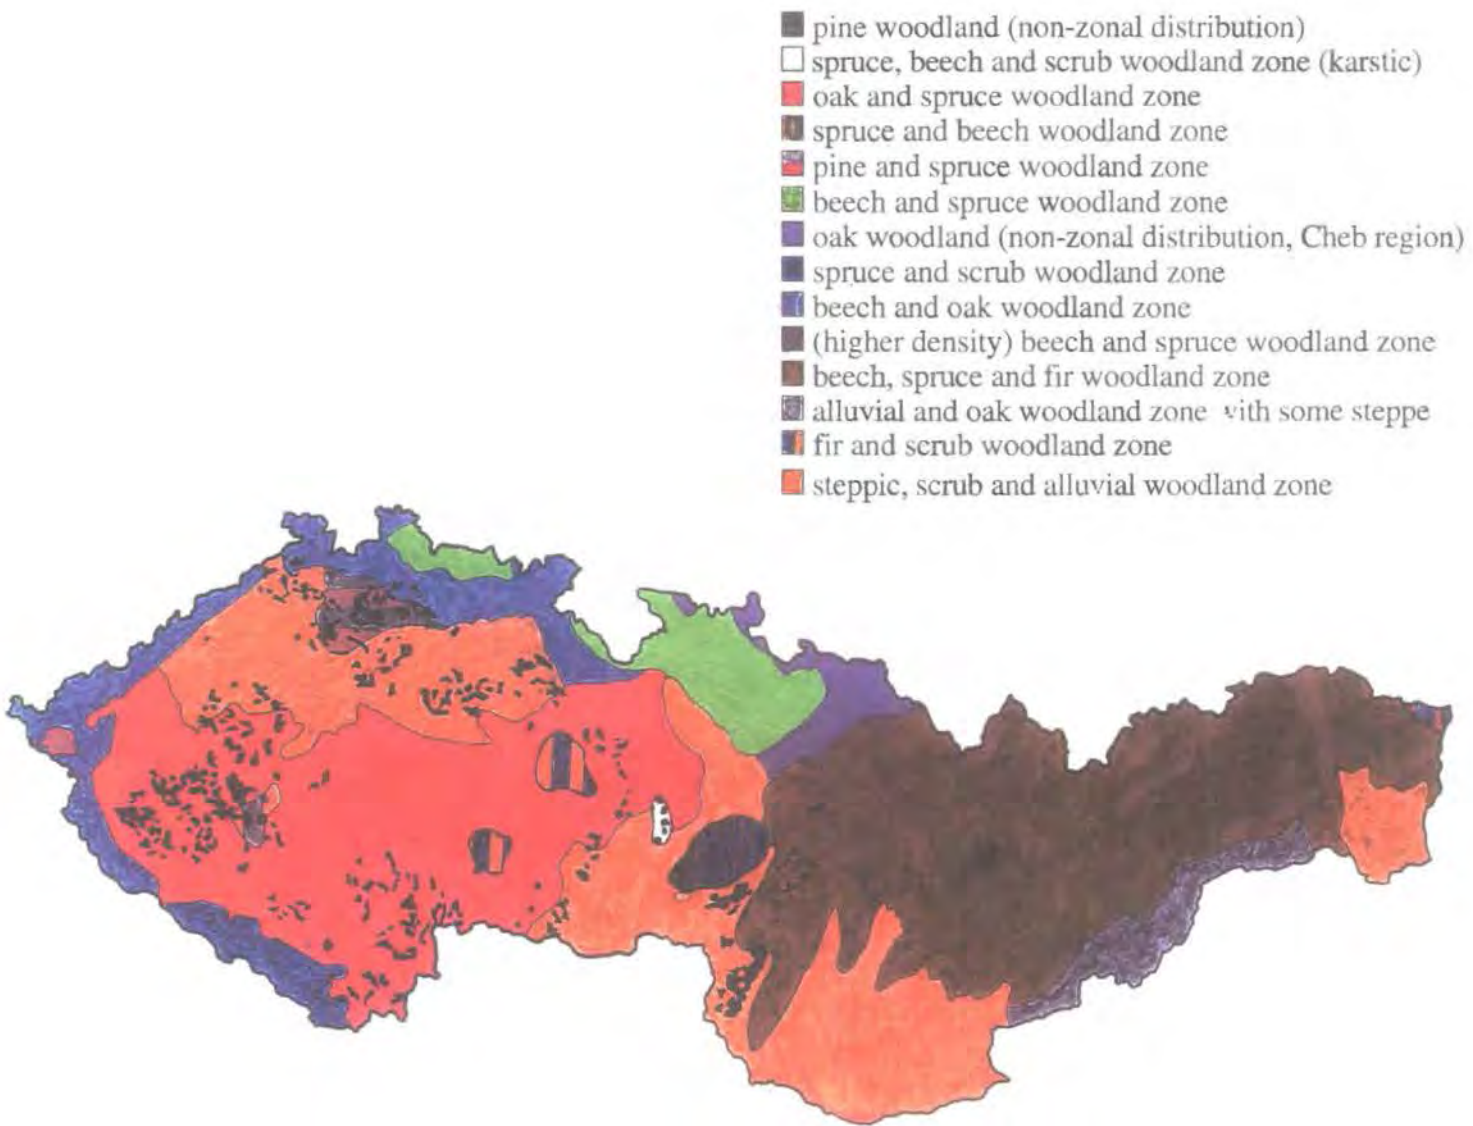 pine woodland (non-zonal distribution)
spruce, beech and scrub woodland zone (karstic)
oak and spruce woodland zone
spruce and beech woodland zone
pine and spruce woodland zone
beech and spruce woodland zone
oak woodland (non-zonal distribution, Cheb region)
spruce and scrub woodland zone
beech and oak woodland zone
(higher density) beech and spruce woodland zone
beech, spruce and fir woodland zone
alluvial and oak woodland zone vith some steppe
fir and scrub woodland zone
steppic, scrub and alluvial woodland zone